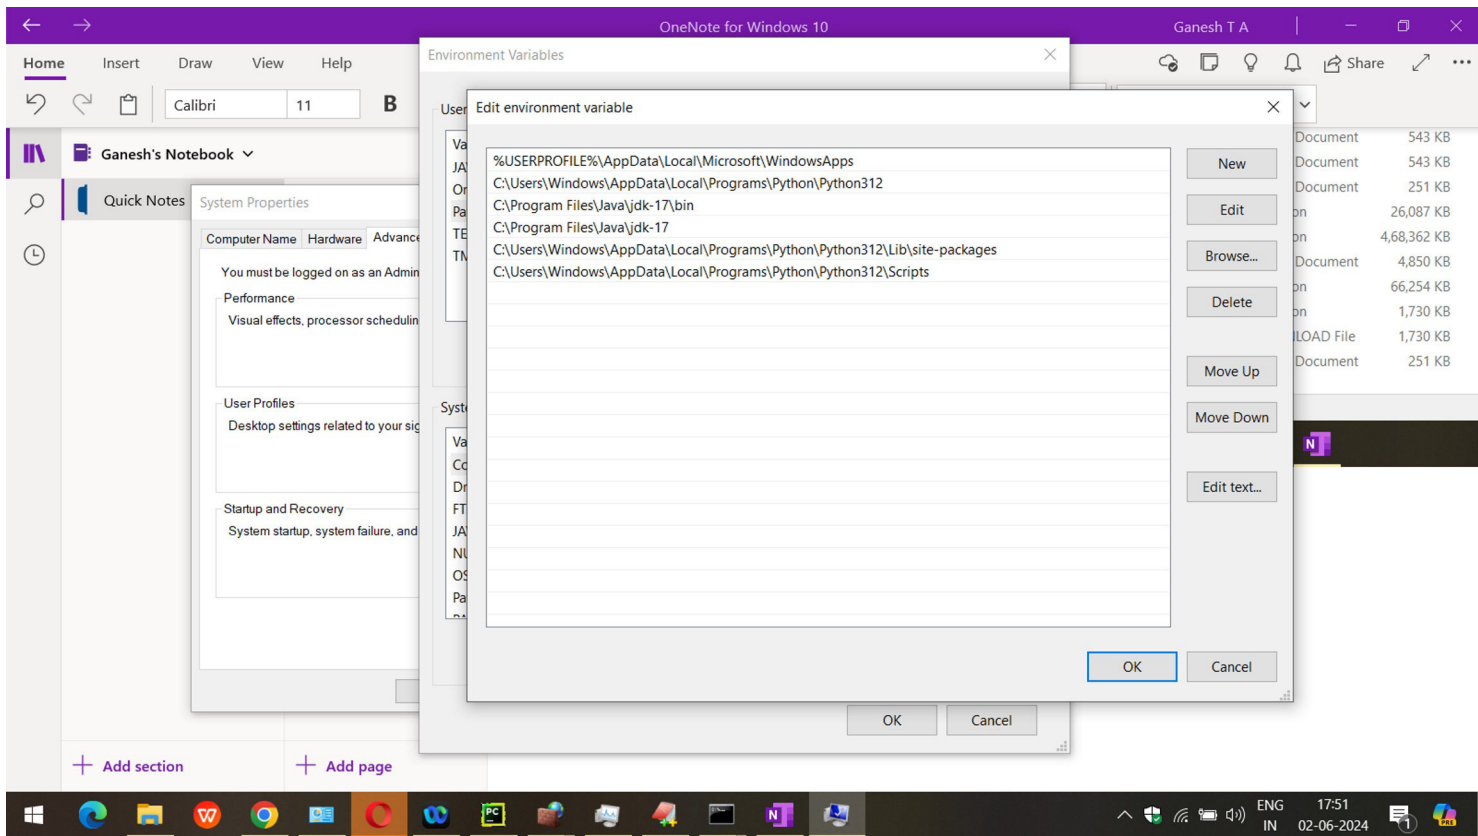 OneNote for Windows 10
Ganesh T A
Home Insert Draw View Help
Share
Calibri 11 B
Ganesh's Notebook
Quick Notes
Add section
Add page
System Properties
Computer Name Hardware
You must be logged on as an
Performance
Visual effects, processor
User Profiles
Desktop settings related to your
Startup and Recovery
System startup, system failure, and
Environment Variables
OK Cancel
Edit environment variable
%USERPROFILE%\AppData\Local\Microsoft\WindowsApps
C:\Users\Windows\AppData\Local\Programs\Python\Python312
C:\Program Files\Java\jdk-17\bin
C:\Program Files\Java\jdk-17
C:\Users\Windows\AppData\Local\Programs\Python\Python312\Lib\site-packages
C:\Users\Windows\AppData\Local\Programs\Python\Python312\Scripts
New
Edit
Browse...
Delete
Move Up
Move Down
Edit text...
OK Cancel
Document 543 KB
Document 543 KB
Document 251 KB
26,087 KB
4,68,362 KB
Document 4,850 KB
66,254 KB
1,730 KB
File 1,730 KB
Document 251 KB
ENG
IN
17:51
02-06-2024
1
PRE